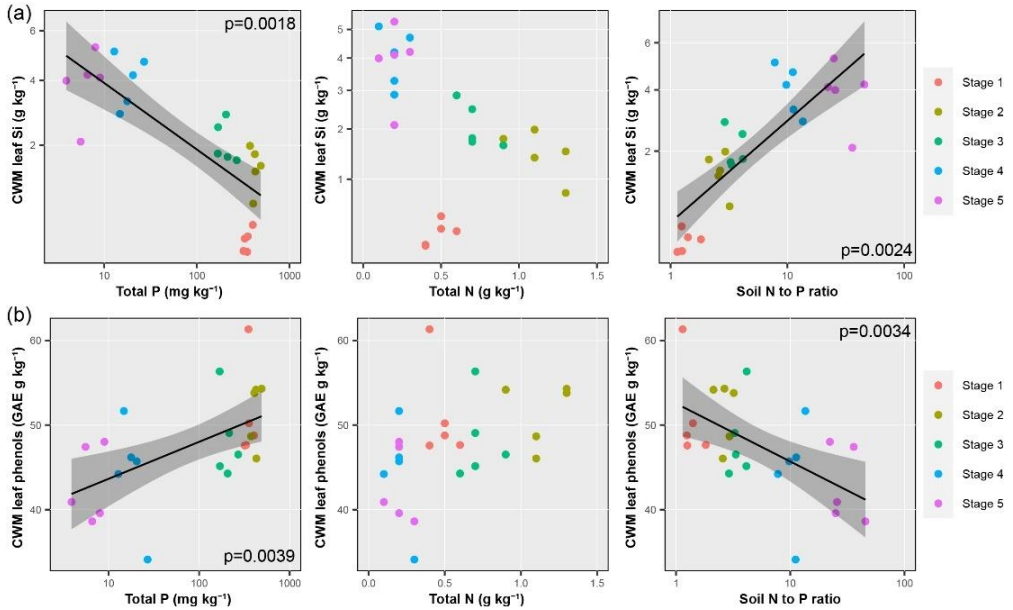 (a)
p=0.0018
CWM leaf Si (g kg⁻¹)
6
4
2
10
100
1000
Total P (mg kg⁻¹)
CWM leaf Si (g kg⁻¹)
5
4
3
2
1
0.0
0.5
1.0
1.5
Total N (g kg⁻¹)
CWM leaf Si (g kg⁻¹)
6
4
2
p=0.0024
1
10
100
Soil N to P ratio
Stage 1
Stage 2
Stage 3
Stage 4
Stage 5
(b)
CWM leaf phenols (GAE g kg⁻¹)
60
50
40
p=0.0039
10
100
1000
Total P (mg kg⁻¹)
CWM leaf phenols (GAE g kg⁻¹)
60
50
40
0.0
0.5
1.0
1.5
Total N (g kg⁻¹)
p=0.0034
CWM leaf phenols (GAE g kg⁻¹)
60
50
40
1
10
100
Soil N to P ratio
Stage 1
Stage 2
Stage 3
Stage 4
Stage 5